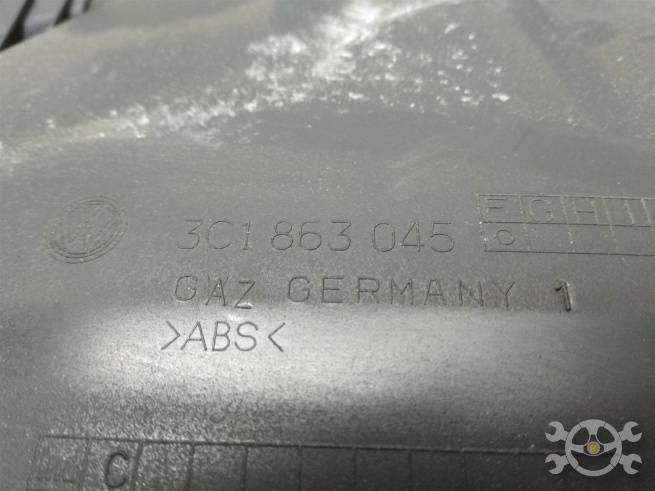 F G H I
3C1 863 045 O
GAZ GERMANY 1
>ABS<
C